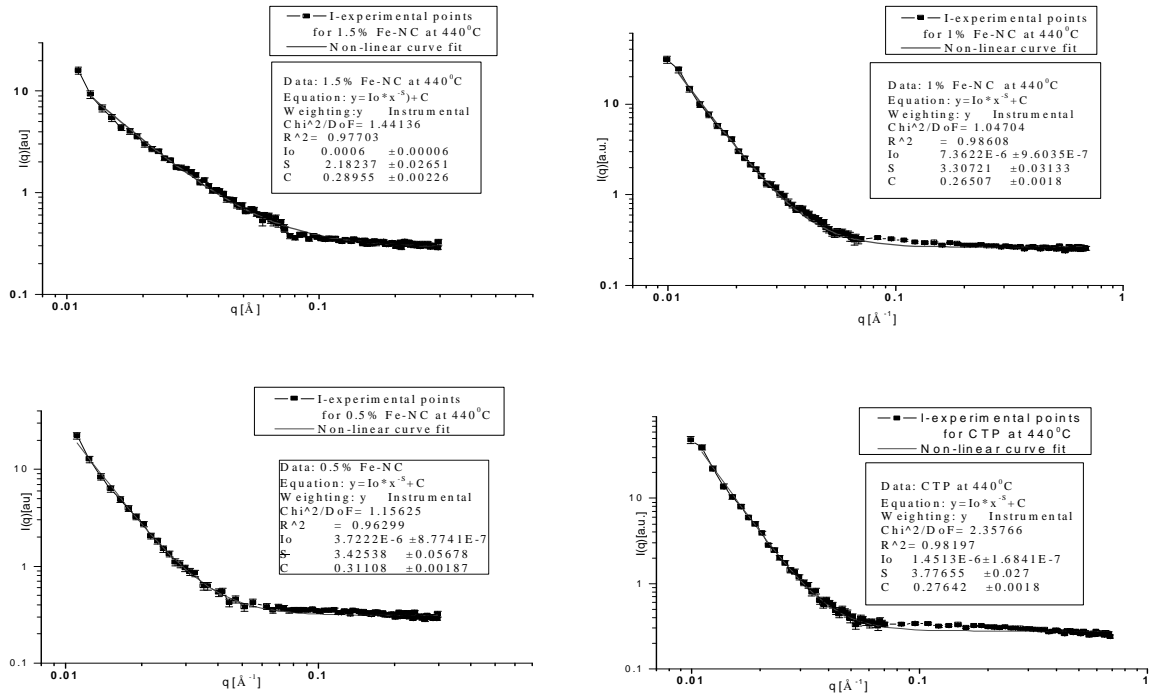 I-experimental points
for 1.5% Fe-NC at 440°C
Non-linear curve fit
Data: 1.5% Fe-NC at 440°C
Equation: y=Io*x^-S)+C
Weighting:y Instrumental
Chi^2/DoF= 1.44136
R^2= 0.97703
Io 0.0006 ±0.00006
S 2.18237 ±0.02651
C 0.28955 ±0.00226
I(q)[au]
10
1
0.1
0.01 0.1
q[Å]
I-experimental points
for 1% Fe-NC at 440°C
Non-linear curve fit
Data: 1% Fe-NC at 440°C
Equation: y=Io*x^-S+C
Weighting:y Instrumental
Chi^2/DoF= 1.04704
R^2 = 0.98608
Io 7.3622E-6 ±9.6035E-7
S 3.30721 ±0.03133
C 0.26507 ±0.0018
I(q)[a.u.]
10
1
0.1
0.01 0.1 1
q[Å^-1]
I-experimental points
for 0.5% Fe-NC at 440°C
Non-linear curve fit
Data: 0.5% Fe-NC
Equation: y=Io*x^-S+C
Weighting:y Instrumental
Chi^2/DoF= 1.15625
R^2 = 0.96299
Io 3.7222E-6 ±8.7741E-7
S 3.42538 ±0.05678
C 0.31108 ±0.00187
I(q)[au]
10
1
0.1
0.01 0.1
q[Å^-1]
I-experimental points
for CTP at 440°C
Non-linear curve fit
Data: CTP at 440°C
Equation: y=Io*x^-S+C
Weighting:y Instrumental
Chi^2/DoF= 2.35766
R^2= 0.98197
Io 1.4513E-6±1.6841E-7
S 3.77655 ±0.027
C 0.27642 ±0.0018
I(q)[a.u.]
10
1
0.1
0.01 0.1 1
q[Å^-1]